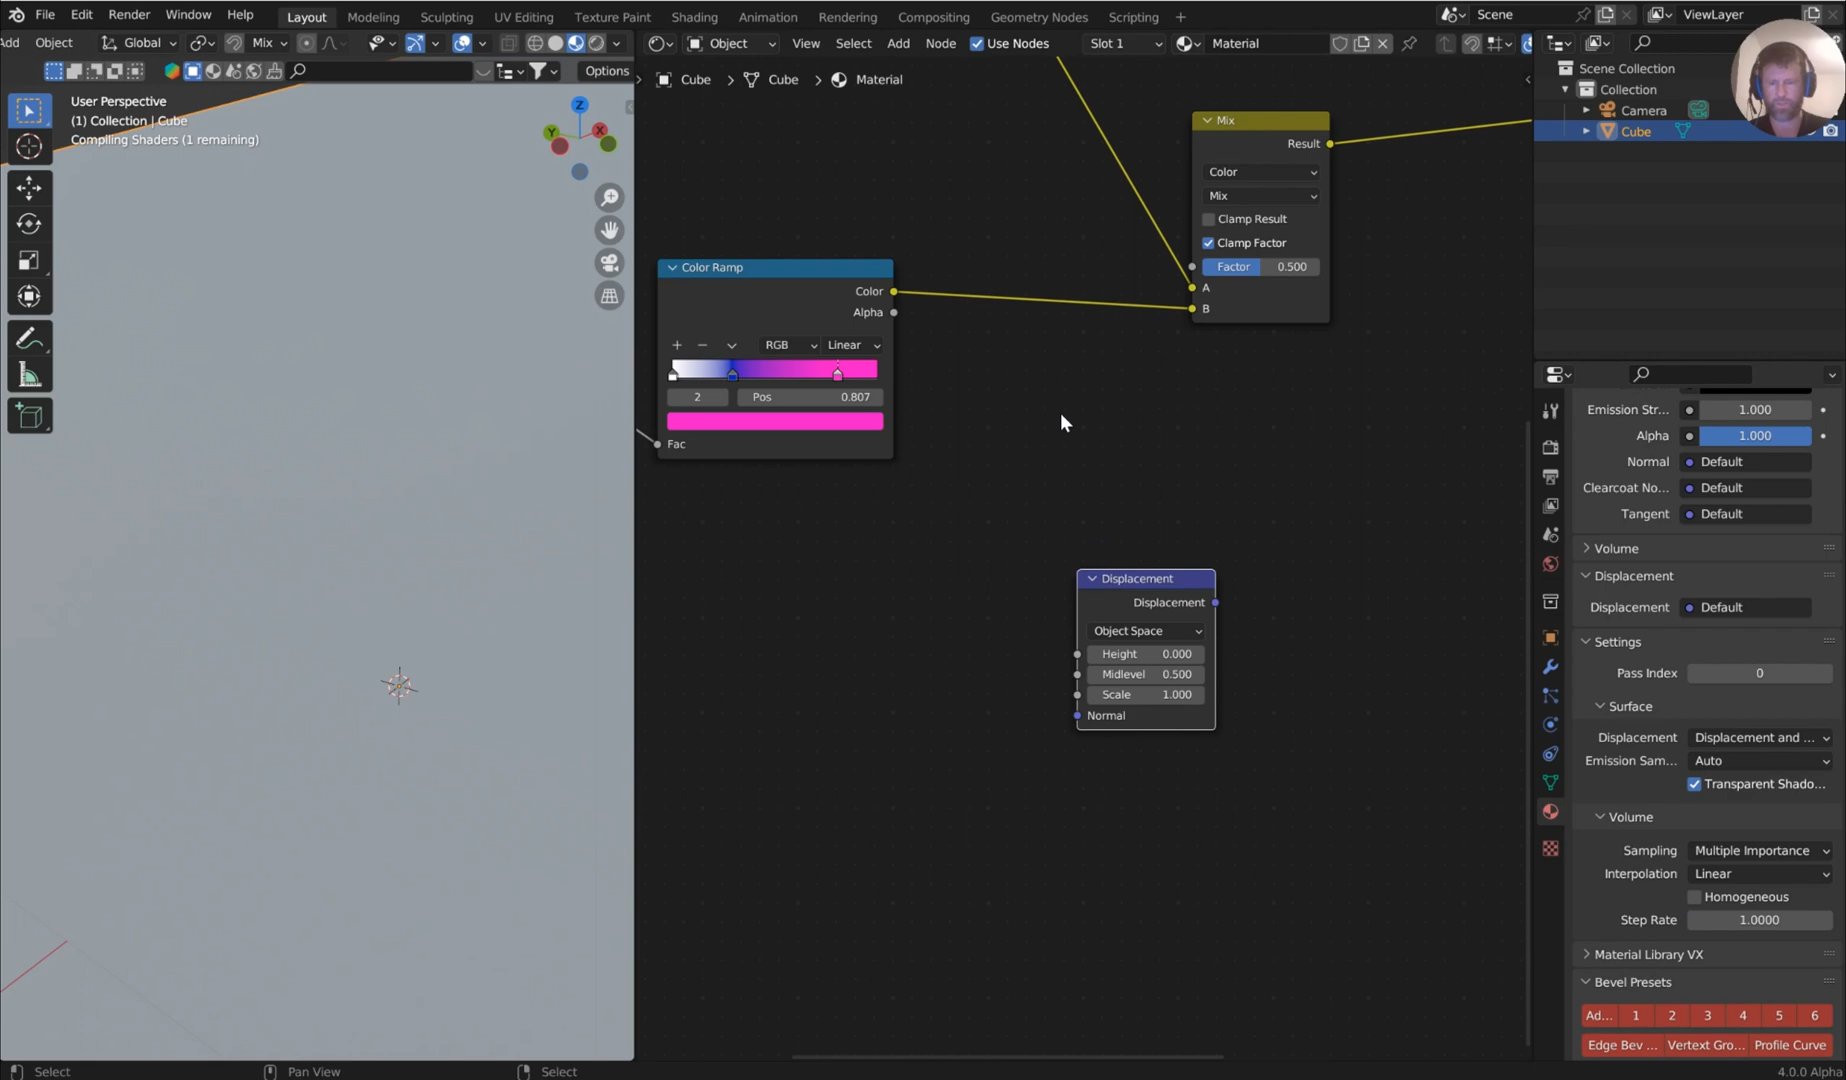 File Edit Render Window Help Layout Modeling Sculpting UV Editing Texture Paint Shading Animation Rendering Compositing Geometry Nodes Scripting + Scene ViewLayer
Add Object Global Mix Object View Select Add Node Use Nodes Slot 1 Material
Options
User Perspective
(1) Collection | Cube
Compiling Shaders (1 remaining)
Z
Y
X
Cube > Cube > Material
Mix
Result
Color
Mix
Clamp Result
Clamp Factor
Factor 0.500
A
B
Color Ramp
Color
Alpha
RGB Linear
2 Pos 0.807
Fac
Displacement
Displacement
Object Space
Height 0.000
Midlevel 0.500
Scale 1.000
Normal
Scene Collection
Collection
Camera
Cube
Emission Str... 1.000
Alpha 1.000
Normal Default
Clearcoat No... Default
Tangent Default
Volume
Displacement
Displacement Default
Settings
Pass Index 0
Surface
Displacement Displacement and ...
Emission Sam... Auto
Transparent Shado...
Volume
Sampling Multiple Importance
Interpolation Linear
Homogeneous
Step Rate 1.0000
Material Library VX
Bevel Presets
Ad... 1 2 3 4 5 6
Edge Bev ... Vertext Gro... Profile Curve
Select Pan View Select 4.0.0 Alpha